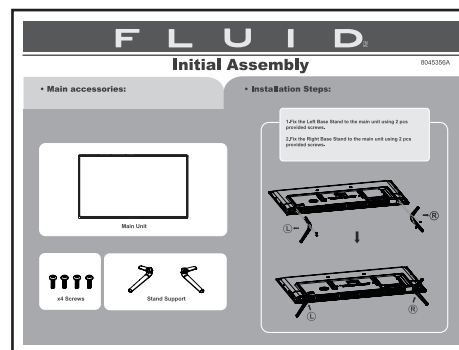 FLUID
Initial Assembly
8045356A
• Main accessories:
Main Unit
x4 Screws
Stand Support
• Installation Steps:
1.Fix the Left Base Stand to the main unit using 2 pcs
provided screws.
2.Fix the Right Base Stand to the main unit using 2 pcs
provided screws.
L
R
L
R